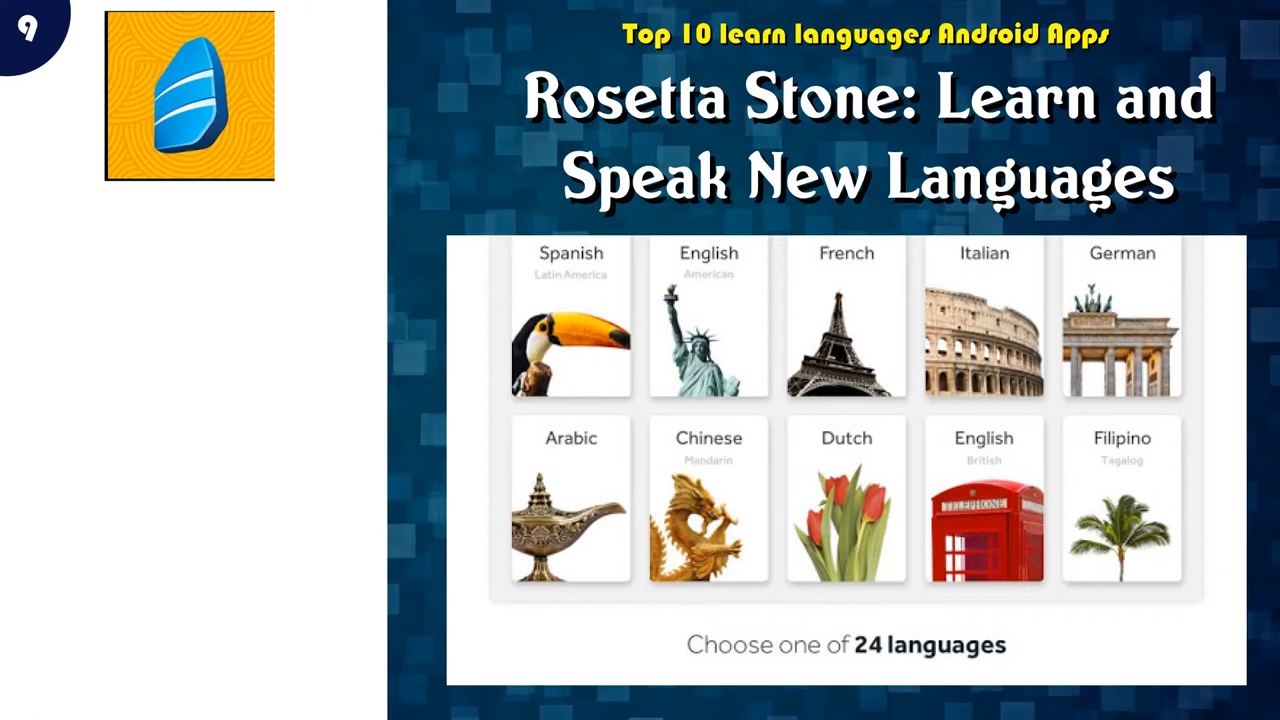 9
Top 10 learn languages Android Apps
Rosetta Stone: Learn and
Speak New Languages
Spanish
Latin America
English
American
French
Italian
German
Arabic
Chinese
Mandarin
Dutch
English
British
TELEPHONE
Filipino
Tagalog
Choose one of 24 languages